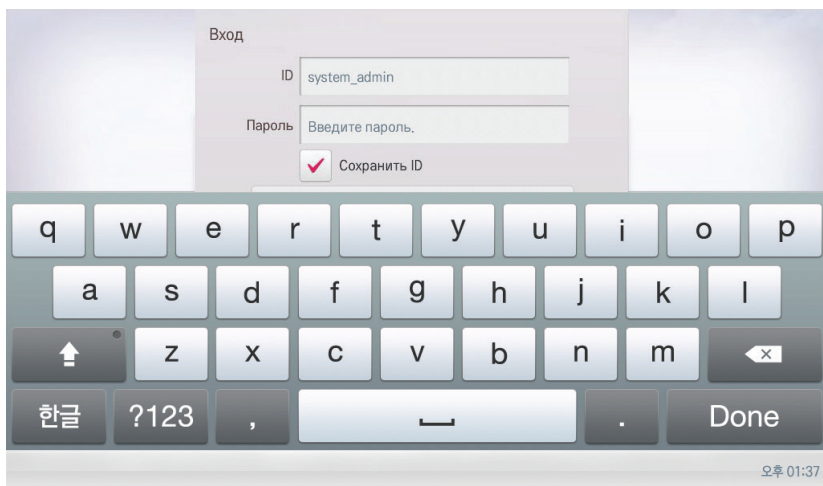 Вход
ID system_admin
Пароль Введите пароль.
Сохранить ID
q w e r t y u i o p
a s d f g h j k l
z x c v b n m
한글 ?123 , . Done
오후 01:37